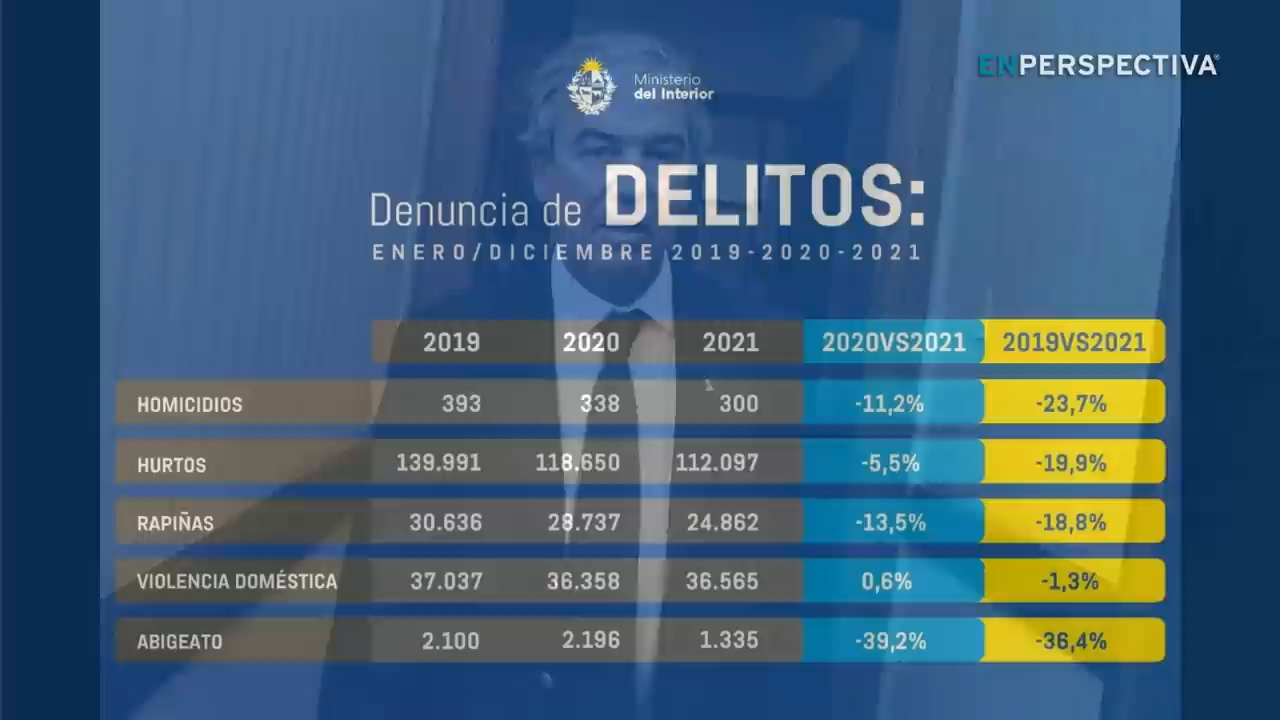 ENPERSPECTIVA®
Ministerio
del Interior
Denuncia de DELITOS:
ENERO/DICIEMBRE 2019-2020-2021
2019 2020 2021 2020VS2021 2019VS2021
HOMICIDIOS 393 338 300 -11,2% -23,7%
HURTOS 139.991 118.650 112.097 -5,5% -19,9%
RAPIÑAS 30.636 28.737 24.862 -13,5% -18,8%
VIOLENCIA DOMÉSTICA 37.037 36.358 36.565 0,6% -1,3%
ABIGEATO 2.100 2.196 1.335 -39,2% -36,4%